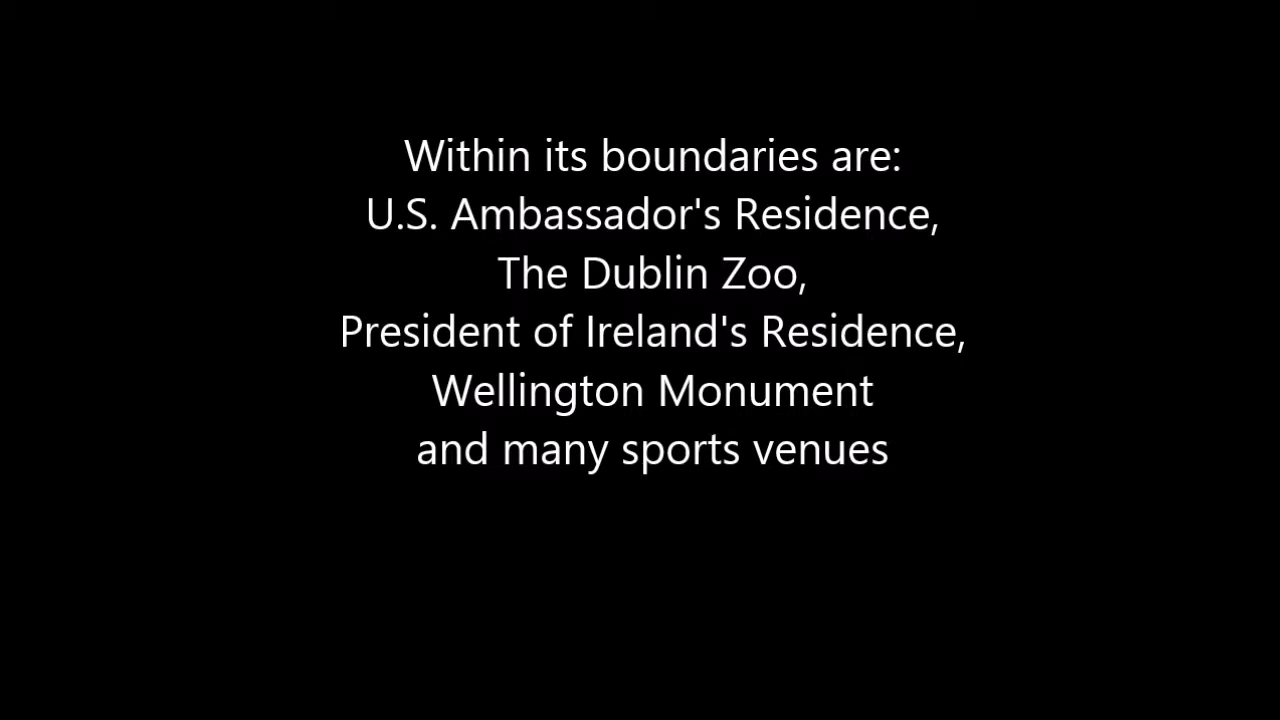 Within its boundaries are:
U.S. Ambassador's Residence,
The Dublin Zoo,
President of Ireland's Residence,
Wellington Monument
and many sports venues